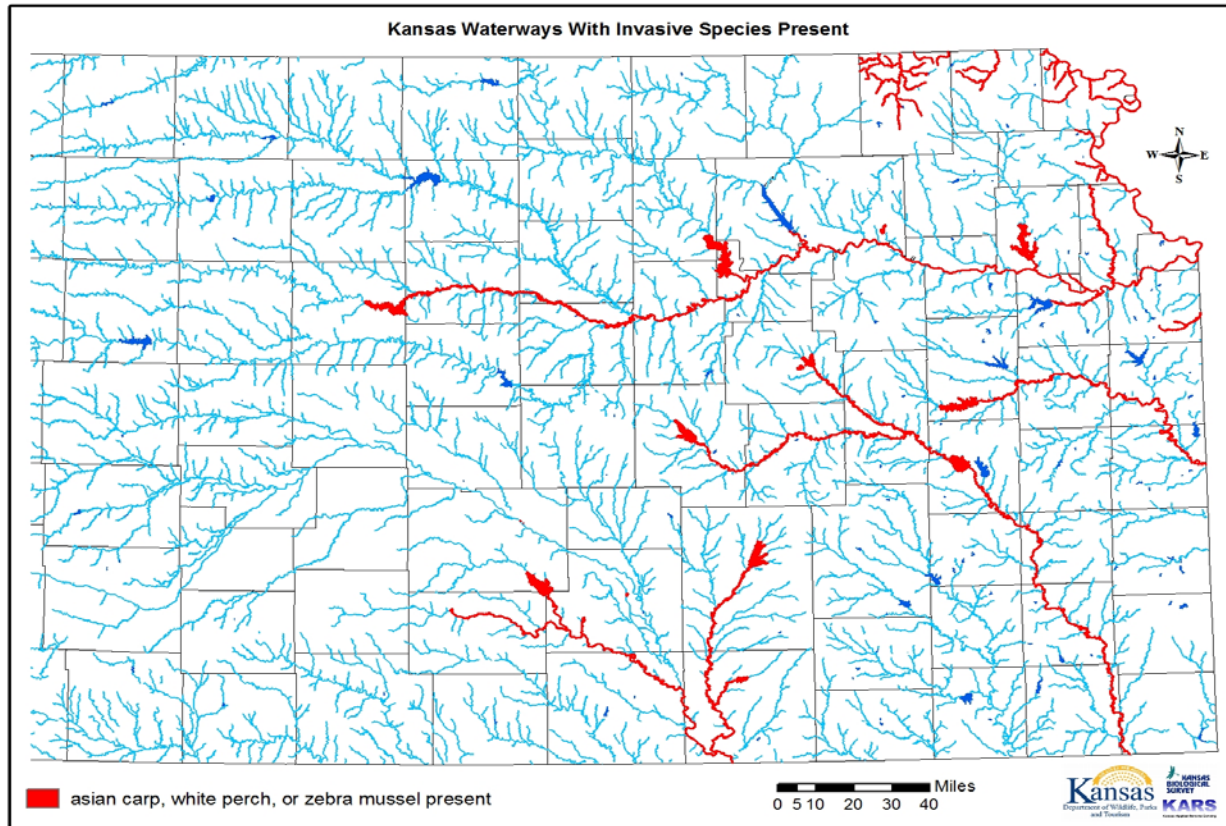 Kansas Waterways With Invasive Species Present
N
W E
S
asian carp, white perch, or zebra mussel present
Miles
0 5 10 20 30 40
Kansas
Department of Wildlife, Parks
and Tourism
KANSAS
BIOLOGICAL
SURVEY
KARS